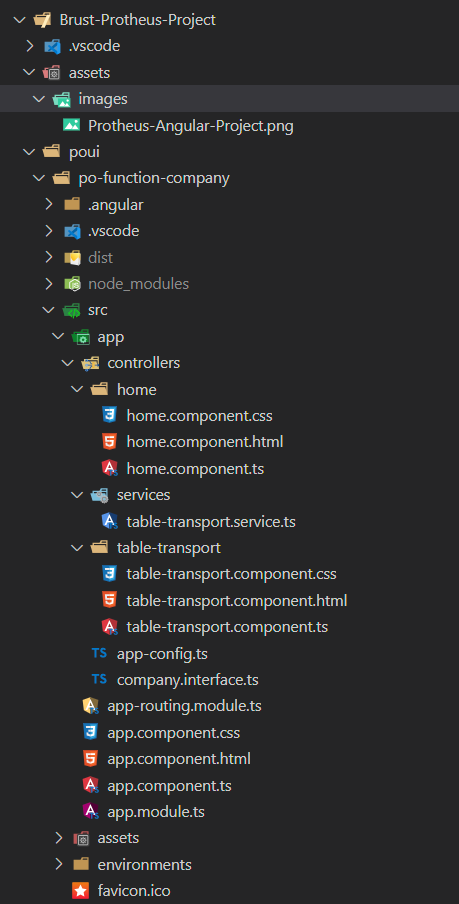 Brust-Protheus-Project
.vscode
assets
images
Protheus-Angular-Project.png
poui
po-function-company
.angular
.vscode
dist
node_modules
src
app
controllers
home
home.component.css
home.component.html
home.component.ts
services
table-transport.service.ts
table-transport
table-transport.component.css
table-transport.component.html
table-transport.component.ts
TS app-config.ts
TS company.interface.ts
app-routing.module.ts
app.component.css
app.component.html
app.component.ts
app.module.ts
assets
environments
favicon.ico